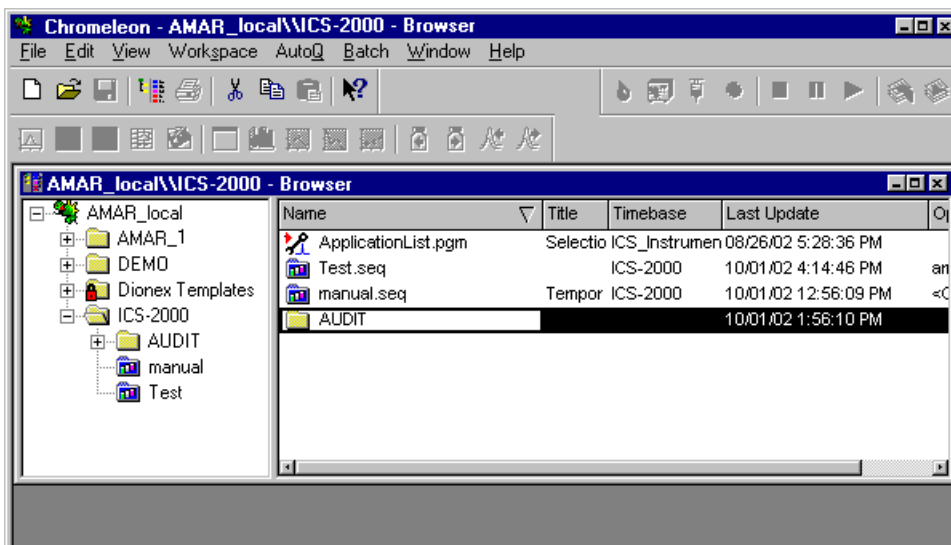 Chromeleon - AMAR_local\\ICS-2000 - Browser
File Edit View Workspace AutoQ Batch Window Help
AMAR_local\\ICS-2000 - Browser
AMAR_local
AMAR_1
DEMO
Dionex Templates
ICS-2000
AUDIT
manual
Test
Name Title Timebase Last Update
ApplicationList.pgm Selectio ICS_Instrumen 08/26/02 5:28:36 PM
Test.seq ICS-2000 10/01/02 4:14:46 PM an
manual.seq Tempor ICS-2000 10/01/02 12:56:09 PM
AUDIT 10/01/02 1:56:10 PM